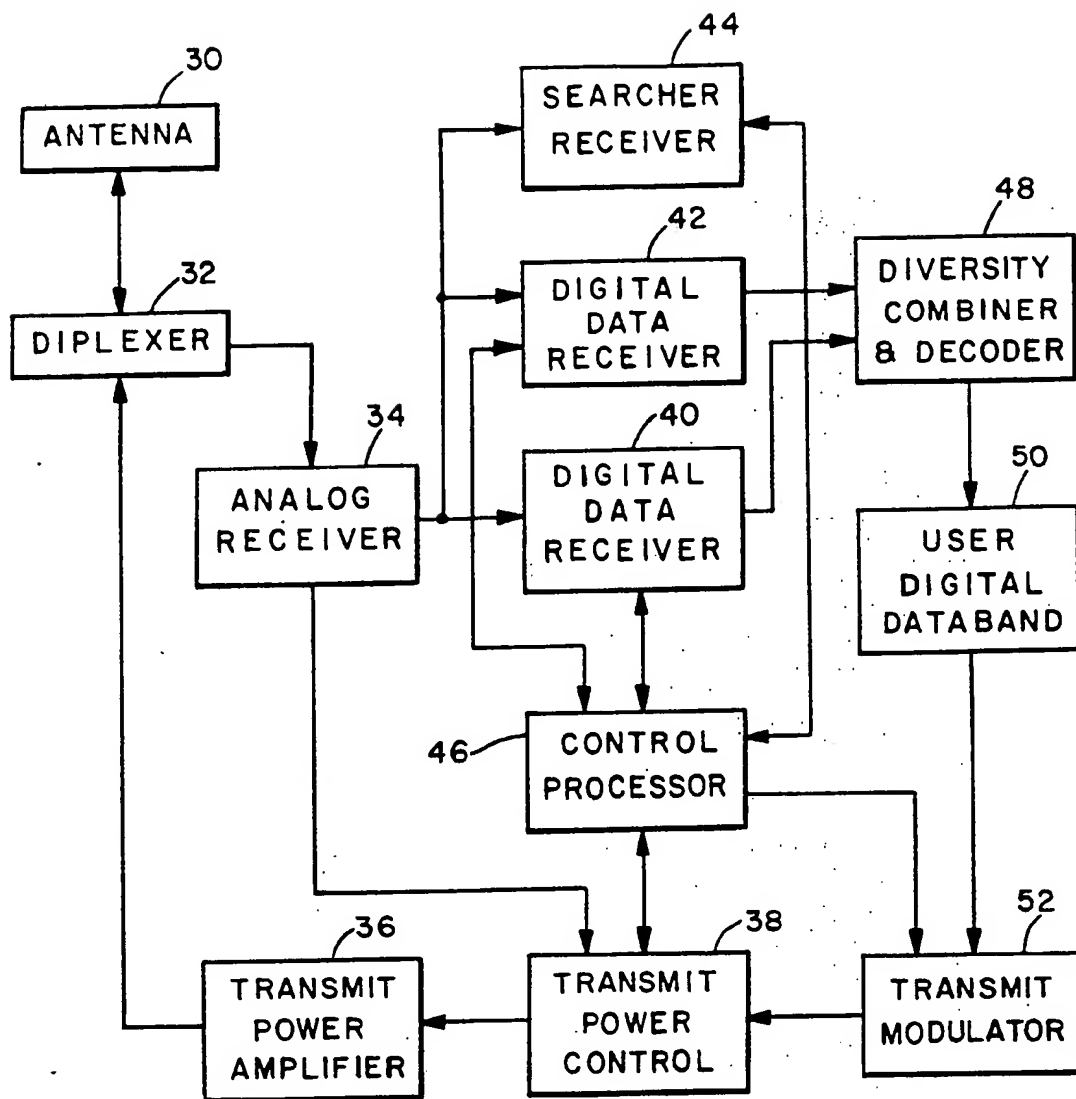 44
30
SEARCHER
RECEIVER
ANTENNA
48
42
32
DIVERSITY
COMBINER
& DECODER
DIGITAL
DATA
RECEIVER
DIPLEXER
40
34
50
DIGITAL
DATA
RECEIVER
ANALOG
RECEIVER
USER
DIGITAL
DATABAND
46
CONTROL
PROCESSOR
52
36
38
TRANSMIT
POWER
AMPLIFIER
TRANSMIT
POWER
CONTROL
TRANSMIT
MODULATOR